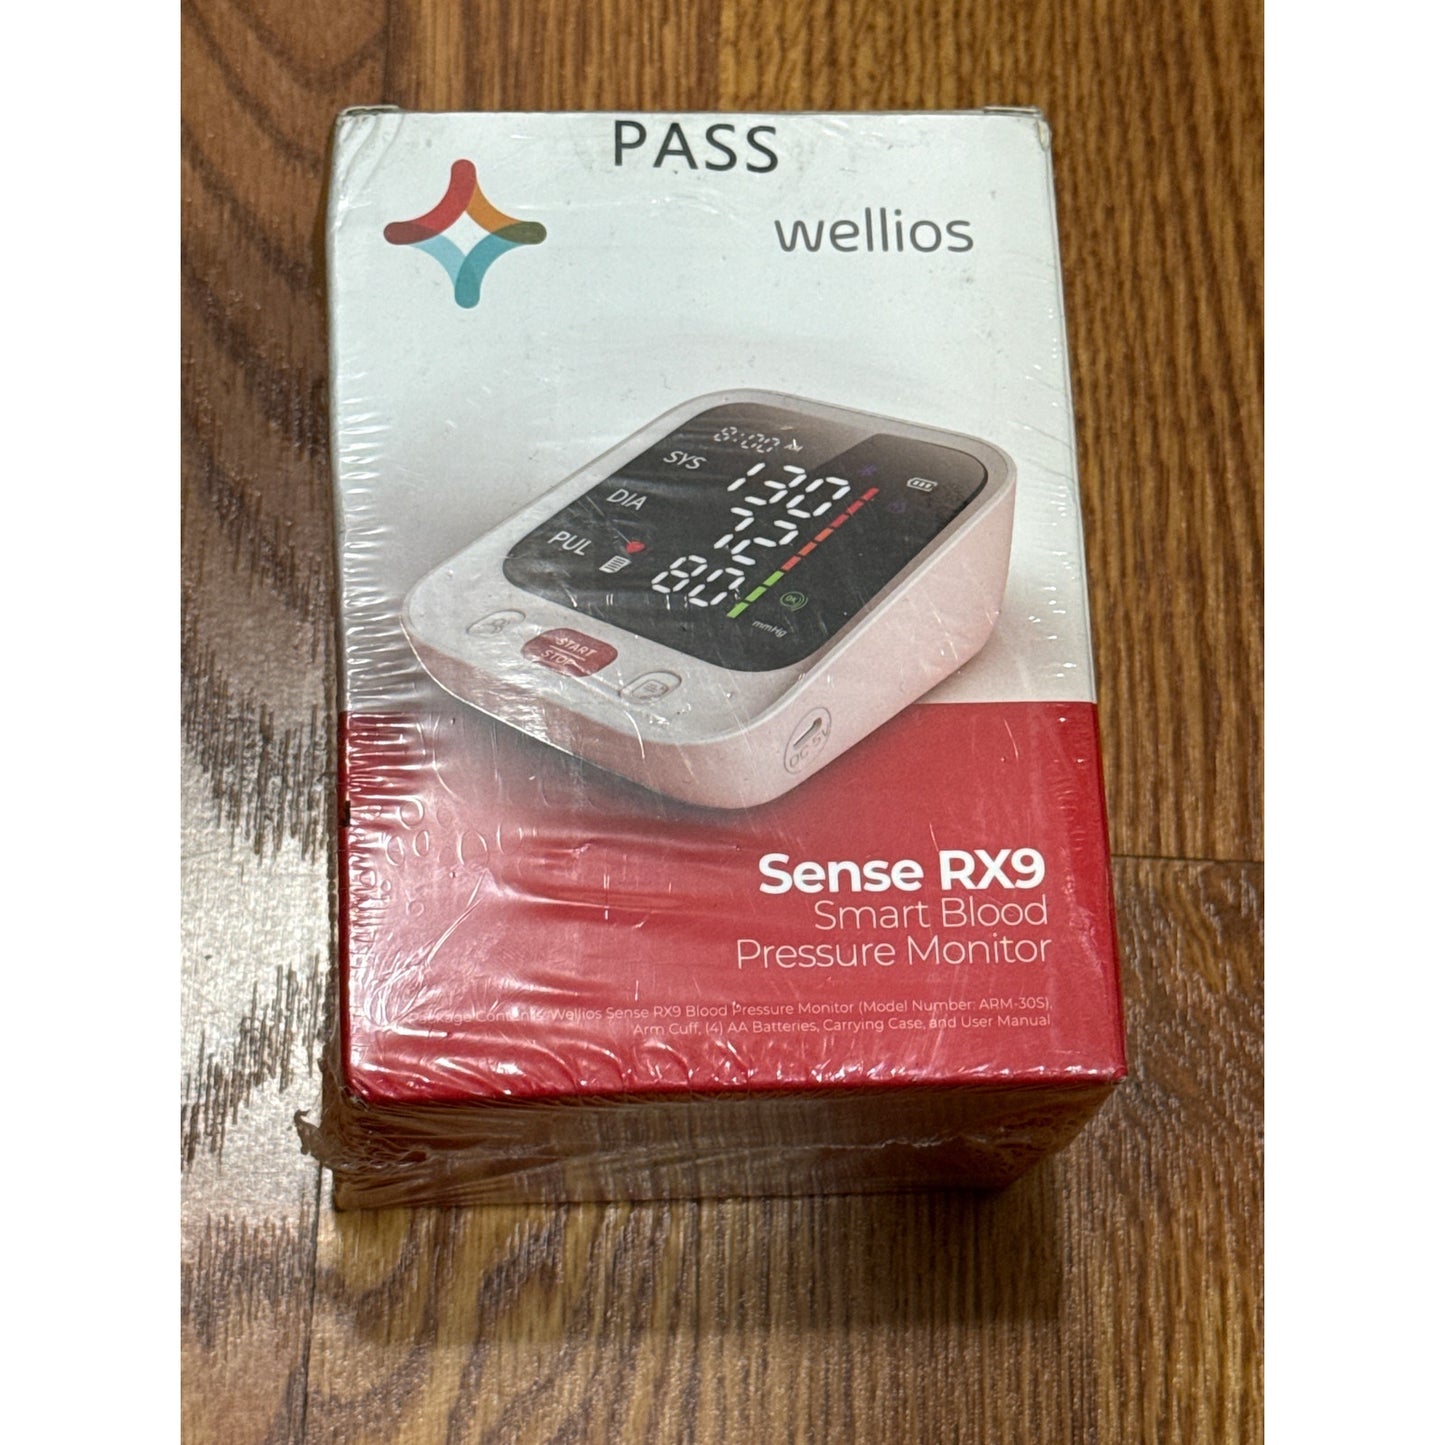 PASS
wellios
8:00 AM
SYS 130
DIA 72
PUL 80
mmHg
START
STOP
DC 5V
Sense RX9
Smart Blood
Pressure Monitor
Package Contents: Wellios Sense RX9 Blood Pressure Monitor (Model Number: ARM-30S),
Arm Cuff, (4) AA Batteries, Carrying Case, and User Manual